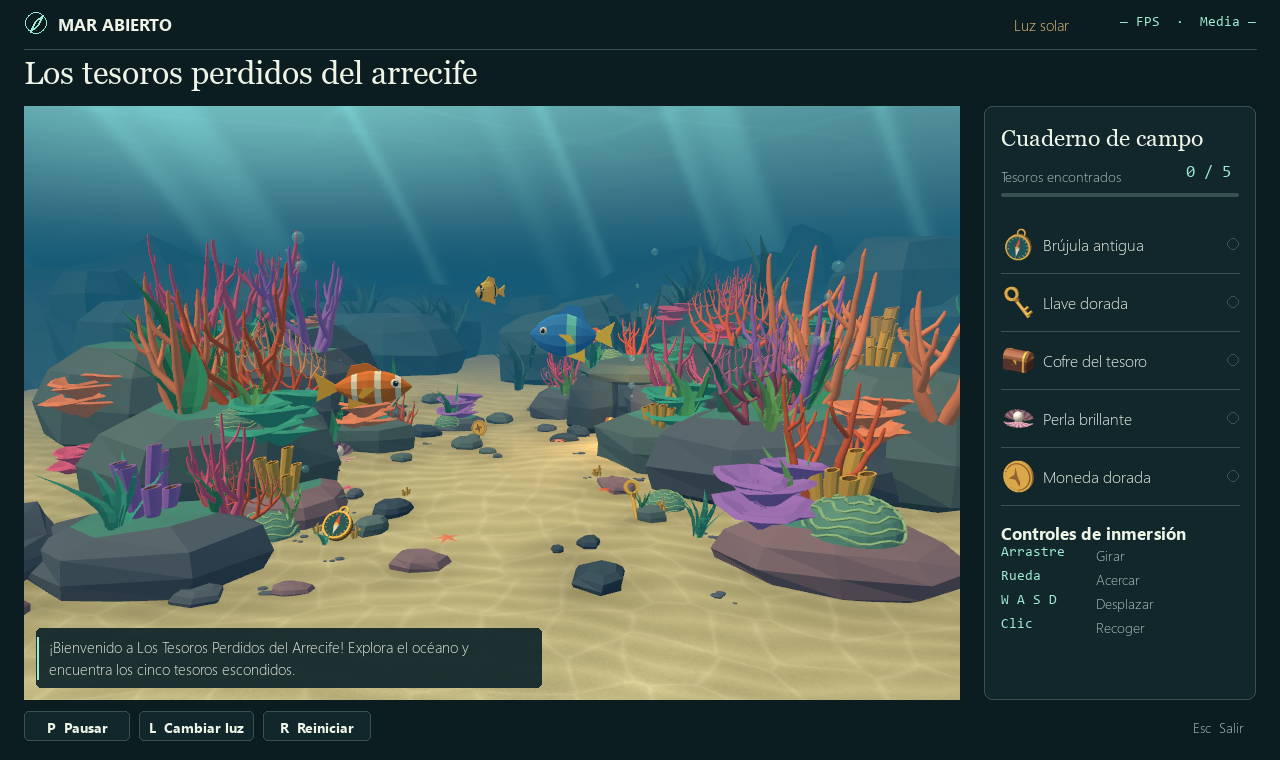 MAR ABIERTO
Luz solar
— FPS · Media —
Los tesoros perdidos del arrecife
Cuaderno de campo
Tesoros encontrados
0 / 5
Brújula antigua
Llave dorada
Cofre del tesoro
Perla brillante
Moneda dorada
Controles de inmersión
Arrastre Girar
Rueda Acercar
W A S D Desplazar
Clic Recoger
¡Bienvenido a Los Tesoros Perdidos del Arrecife! Explora el océano y
encuentra los cinco tesoros escondidos.
P Pausar
L Cambiar luz
R Reiniciar
Esc Salir